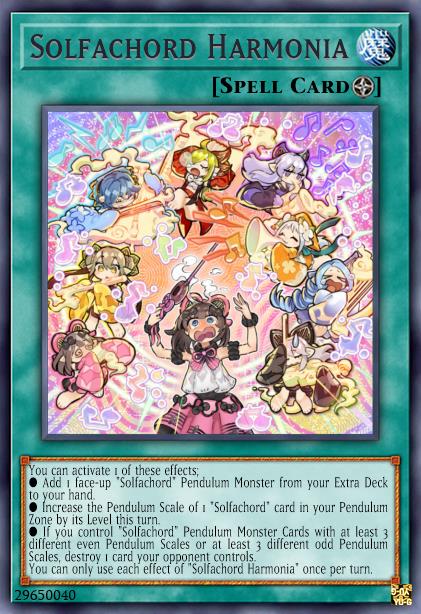 Solfachord Harmonia
魔
[Spell Card]
You can activate 1 of these effects;
● Add 1 face-up "Solfachord" Pendulum Monster from your Extra Deck
to your hand.
● Increase the Pendulum Scale of 1 "Solfachord" card in your Pendulum
Zone by its Level this turn.
● If you control "Solfachord" Pendulum Monster Cards with at least 3
different even Pendulum Scales or at least 3 different odd Pendulum
Scales, destroy 1 card your opponent controls.
You can only use each effect of "Solfachord Harmonia" once per turn.
29650040